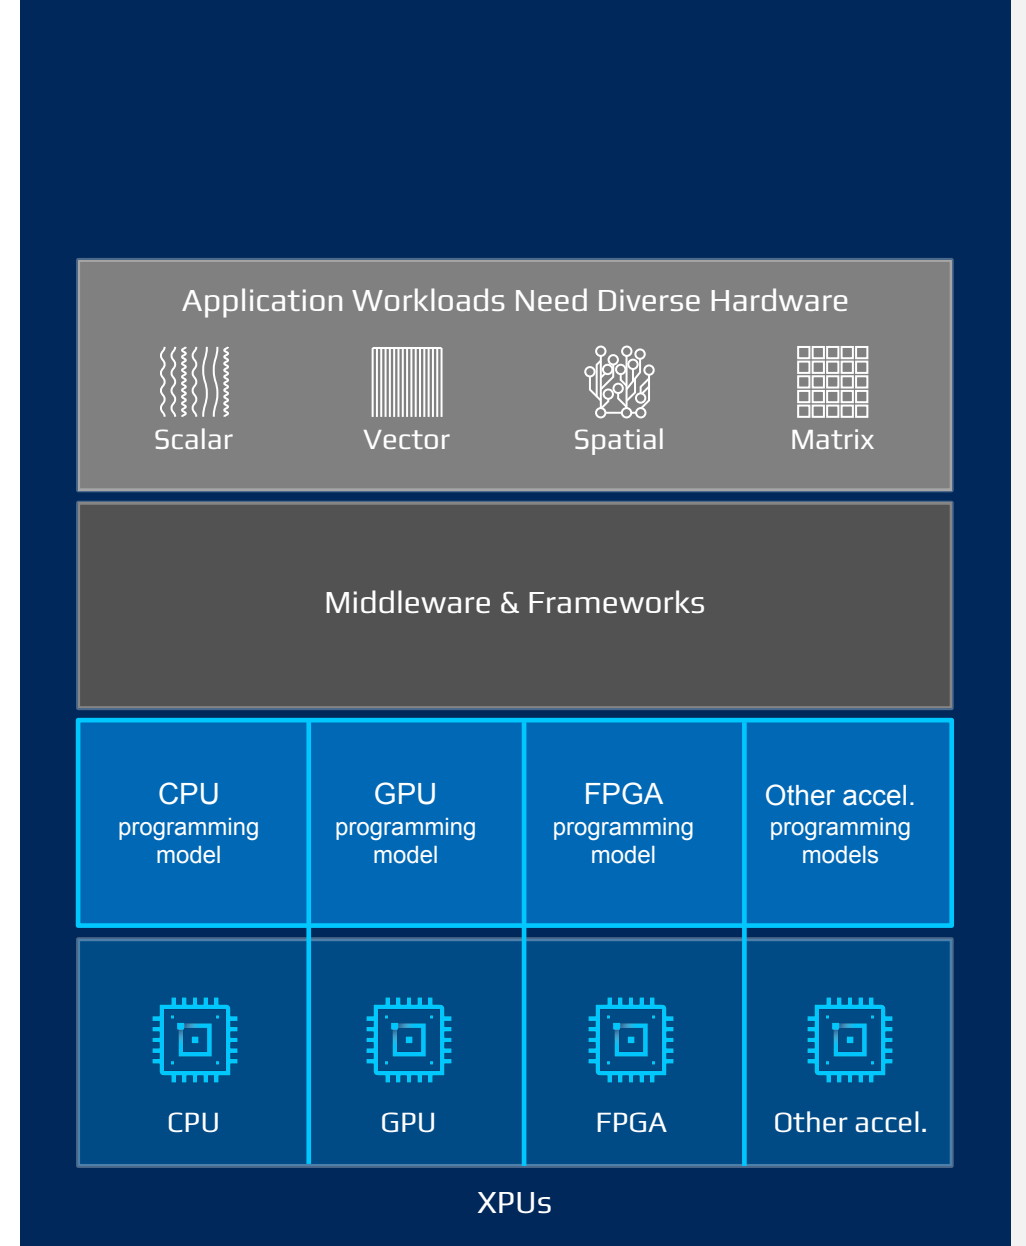 Application Workloads Need Diverse Hardware
Scalar
Vector
Spatial
Matrix
Middleware & Frameworks
CPU
programming
model
GPU
programming
model
FPGA
programming
model
Other accel.
programming
models
CPU
GPU
FPGA
Other accel.
XPUs